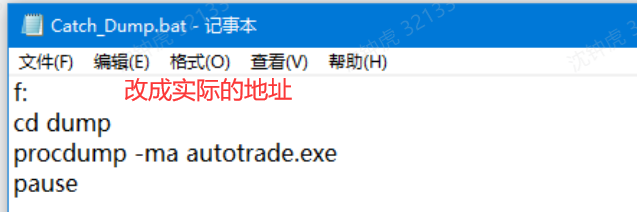 Catch_Dump.bat - 记事本
文件(F) 编辑(E) 格式(O) 查看(V) 帮助(H)
f: 改成实际的地址
cd dump
procdump -ma autotrade.exe
pause